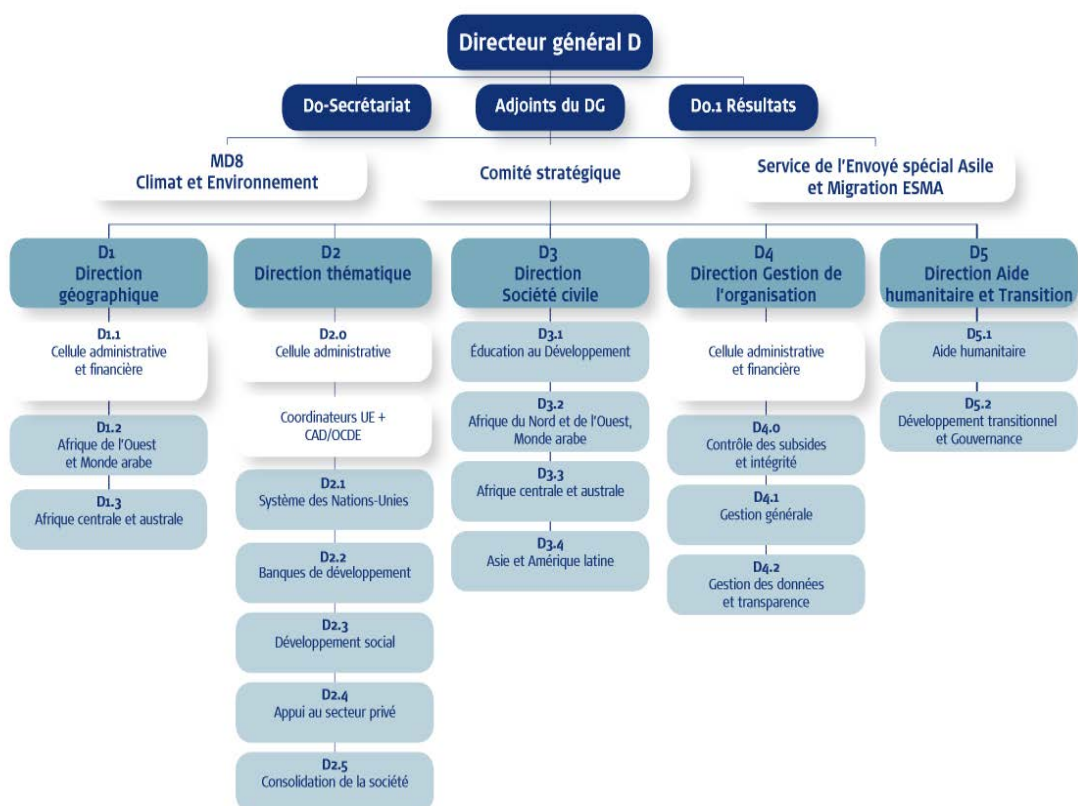 Directeur général D
D0-Secrétariat
Adjoints du DG
D0.1 Résultats
MD8
Climat et Environnement
Comité stratégique
Service de l'Envoyé spécial Asile
et Migration ESMA
D1
Direction
géographique
D1.1
Cellule administrative
et financière
D1.2
Afrique de l'Ouest
et Monde arabe
D1.3
Afrique centrale et australe
D2
Direction thématique
D2.0
Cellule administrative
Coordinateurs UE +
CAD/OCDE
D2.1
Système des Nations-Unies
D2.2
Banques de développement
D2.3
Développement social
D2.4
Appui au secteur privé
D2.5
Consolidation de la société
D3
Direction
Société civile
D3.1
Éducation au Développement
D3.2
Afrique du Nord et de l'Ouest,
Monde arabe
D3.3
Afrique centrale et australe
D3.4
Asie et Amérique latine
D4
Direction Gestion de
l'organisation
Cellule administrative
et financière
D4.0
Contrôle des subsides
et intégrité
D4.1
Gestion générale
D4.2
Gestion des données
et transparence
D5
Direction Aide
humanitaire et Transition
D5.1
Aide humanitaire
D5.2
Développement transitionnel
et Gouvernance